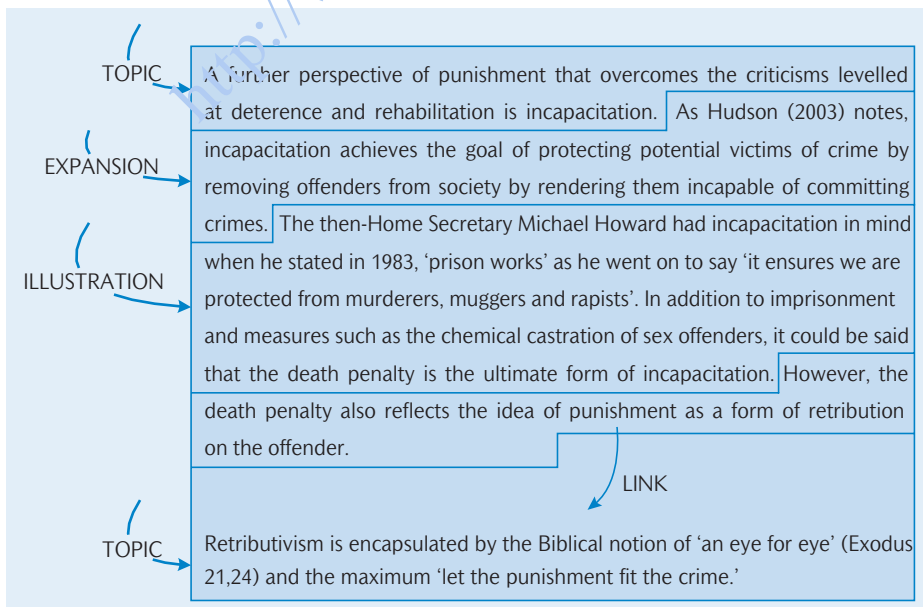 http://
TOPIC
A further perspective of punishment that overcomes the criticisms levelled
at deterence and rehabilitation is incapacitation. As Hudson (2003) notes,
EXPANSION
incapacitation achieves the goal of protecting potential victims of crime by
removing offenders from society by rendering them incapable of committing
crimes. The then-Home Secretary Michael Howard had incapacitation in mind
ILLUSTRATION
when he stated in 1983, ‘prison works’ as he went on to say ‘it ensures we are
protected from murderers, muggers and rapists’. In addition to imprisonment
and measures such as the chemical castration of sex offenders, it could be said
that the death penalty is the ultimate form of incapacitation. However, the
death penalty also reflects the idea of punishment as a form of retribution
on the offender.
LINK
TOPIC
Retributivism is encapsulated by the Biblical notion of ‘an eye for eye’ (Exodus
21,24) and the maximum ‘let the punishment fit the crime.’